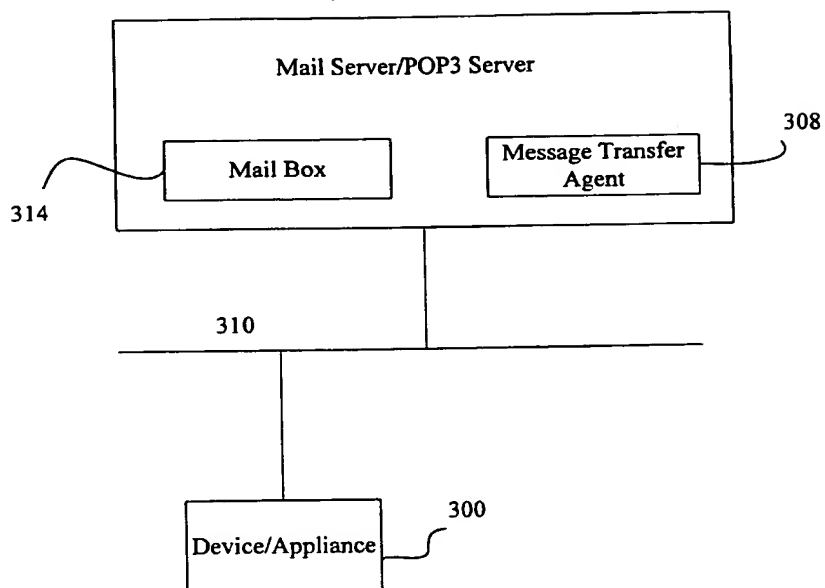 Mail Server/POP3 Server
308
Mail Box
Message Transfer
Agent
314
310
300
Device/Appliance